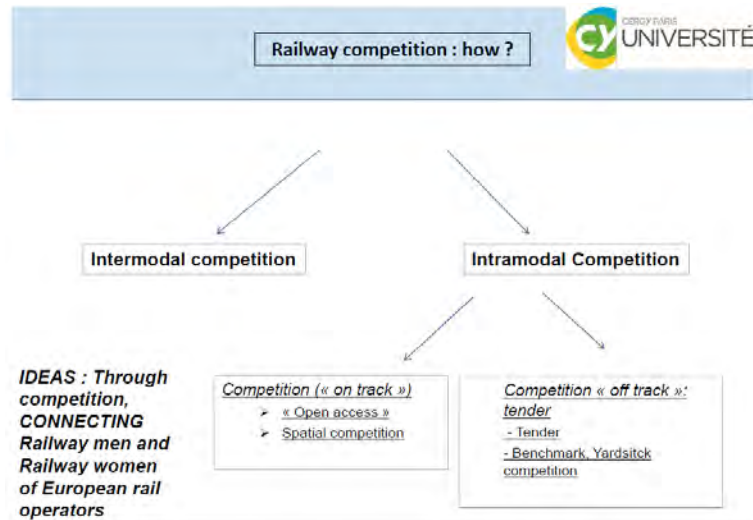 Railway competition : how ?
CERGY PARIS
CY UNIVERSITÉ
Intermodal competition
Intramodal Competition
IDEAS : Through
competition,
CONNECTING
Railway men and
Railway women
of European rail
operators
Competition (« on track »)
➤ « Open access »
➤ Spatial competition
Competition « off track »:
tender
- Tender
- Benchmark, Yardsitck
competition